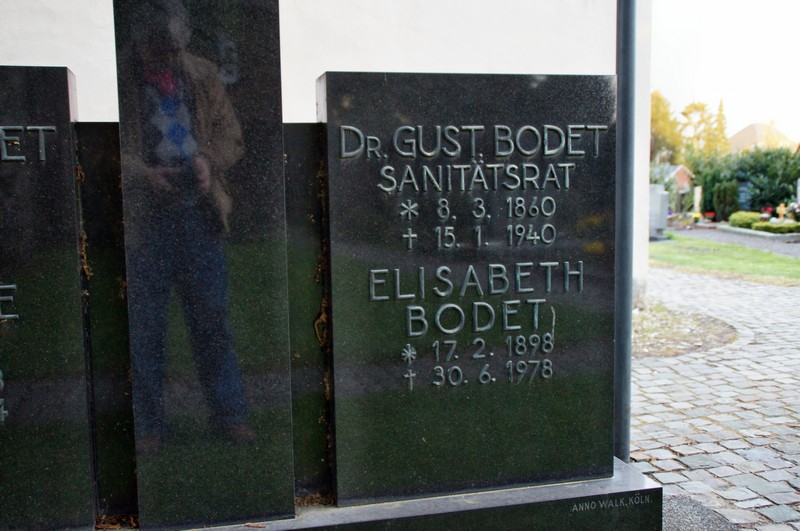 ET
E
Dr. GUST. BODET
SANITÄTSRAT
* 8. 3. 1860
† 15. 1. 1940
ELISABETH
BODET
* 17. 2. 1898
† 30. 6. 1978
ANNO WALK, KÖLN.